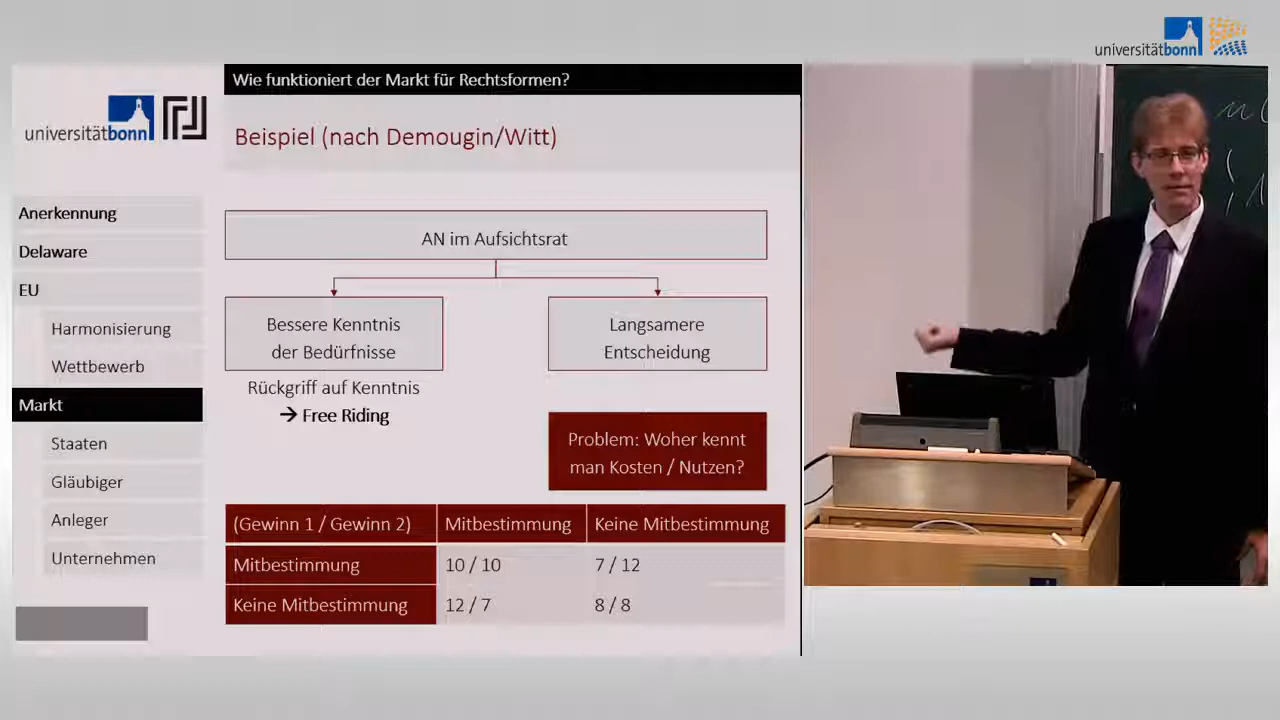 universitätbonn
Wie funktioniert der Markt für Rechtsformen?
universitätbonn
Beispiel (nach Demougin/Witt)
Anerkennung
Delaware
EU
Harmonisierung
Wettbewerb
Markt
Staaten
Gläubiger
Anleger
Unternehmen
AN im Aufsichtsrat
Bessere Kenntnis
der Bedürfnisse
Langsamere
Entscheidung
Rückgriff auf Kenntnis
→ Free Riding
Problem: Woher kennt
man Kosten / Nutzen?
(Gewinn 1 / Gewinn 2) Mitbestimmung Keine Mitbestimmung
Mitbestimmung 10 / 10 7 / 12
Keine Mitbestimmung 12 / 7 8 / 8